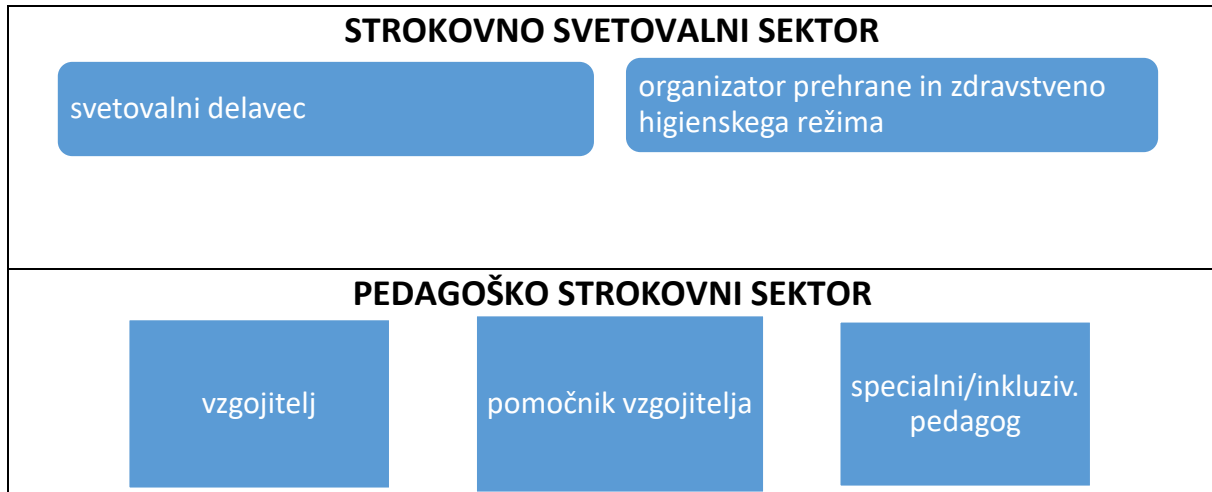 STROKOVNO SVETOVALNI SEKTOR
svetovalni delavec
organizator prehrane in zdravstveno
higienskega režima
PEDAGOŠKO STROKOVNI SEKTOR
vzgojitelj
pomočnik vzgojitelja
specialni/inkluziv.
pedagog